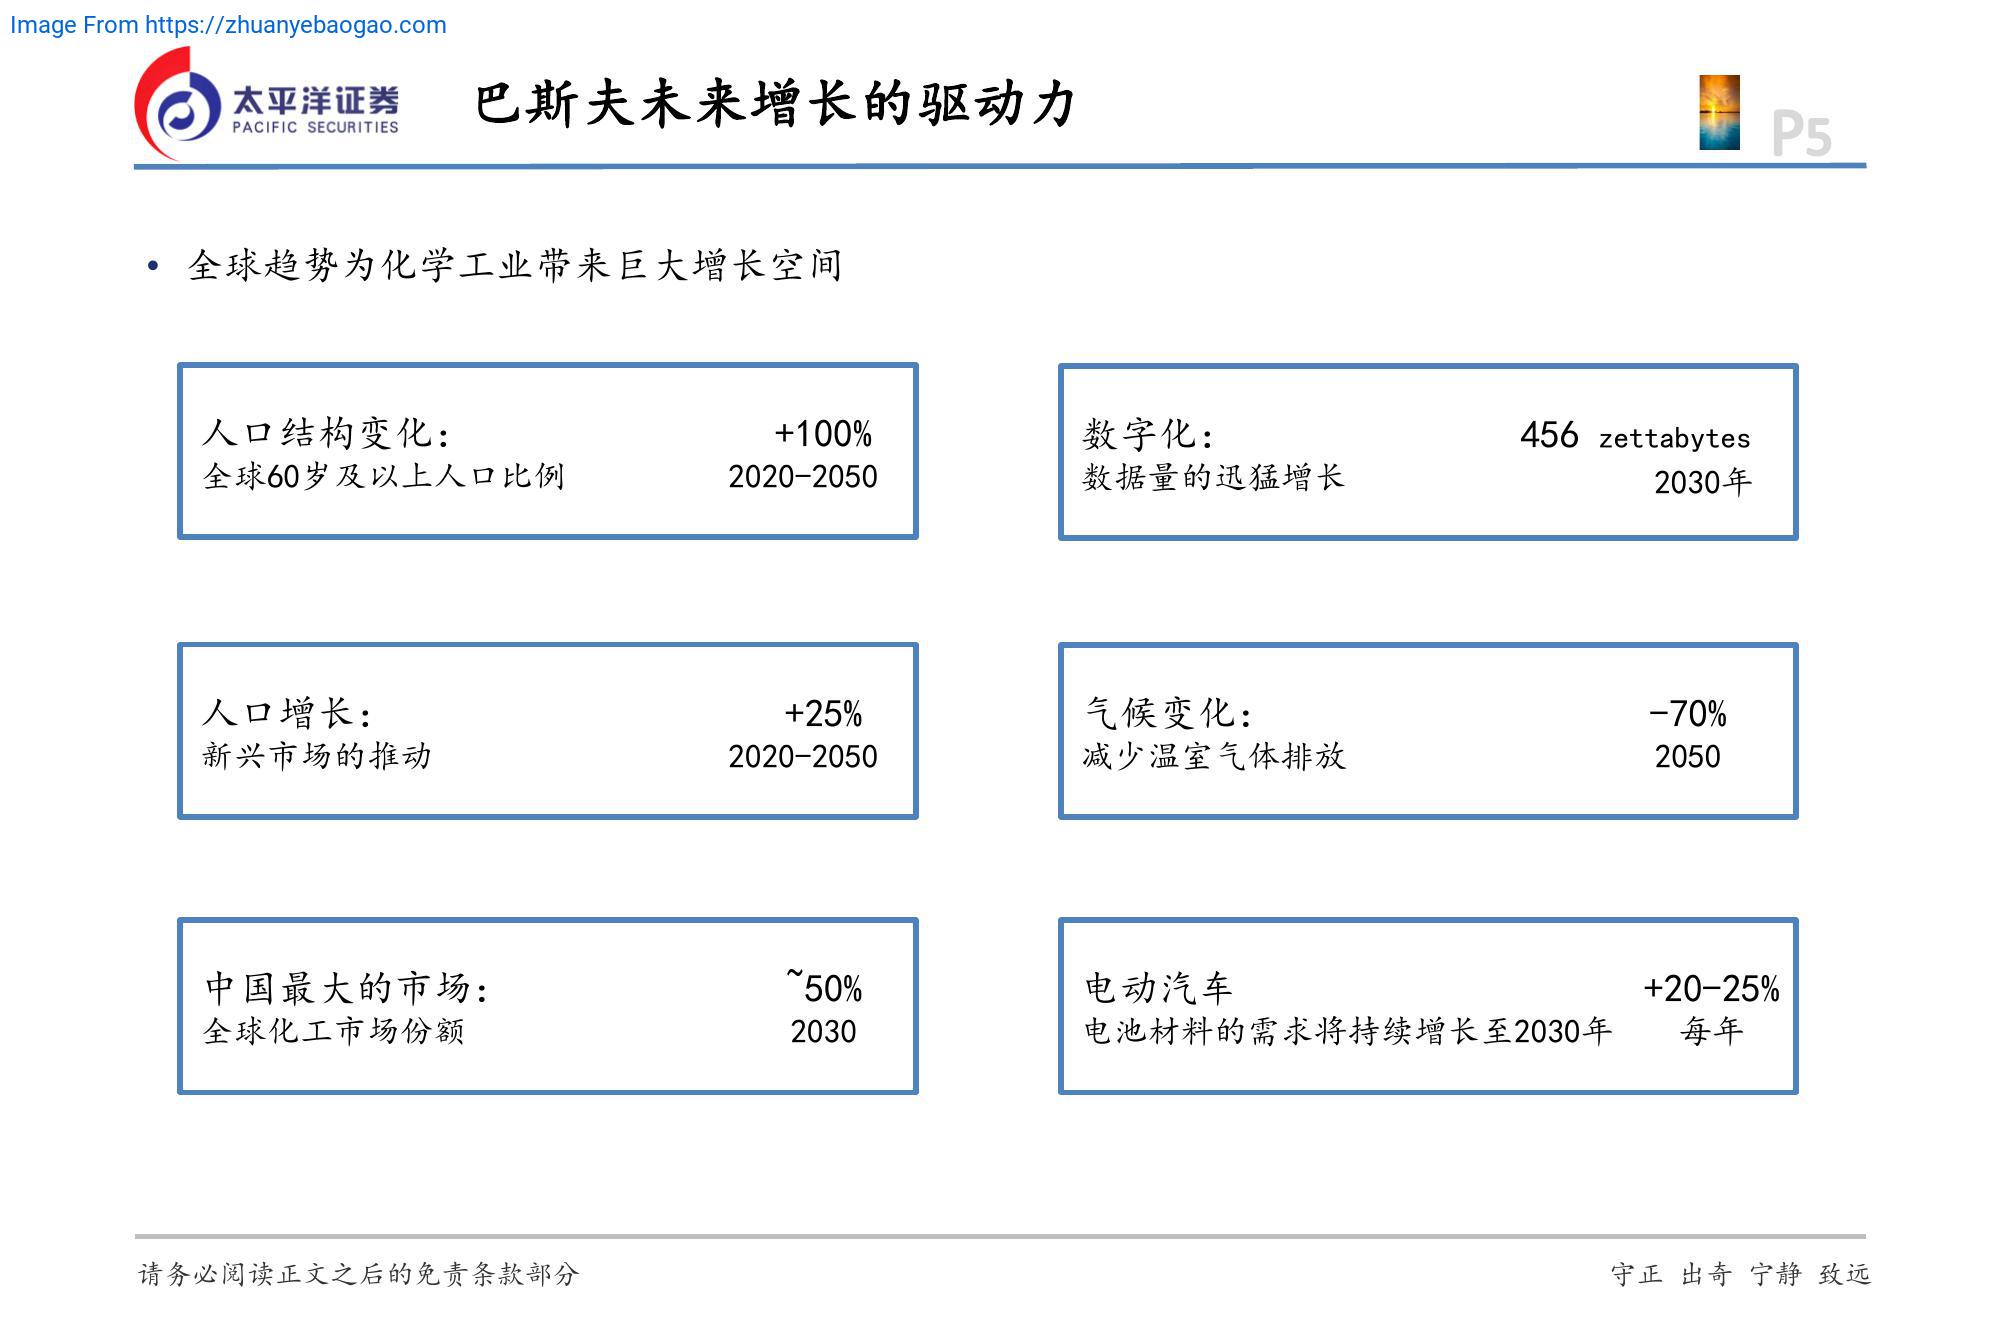 Image From https://zhuanyebaogao.com
太平洋证券
PACIFIC SECURITIES
巴斯夫未来增长的驱动力
P5
• 全球趋势为化学工业带来巨大增长空间
人口结构变化: +100%
全球60岁及以上人口比例 2020-2050
数字化: 456 zettabytes
数据量的迅猛增长 2030年
人口增长: +25%
新兴市场的推动 2020-2050
气候变化: -70%
减少温室气体排放 2050
中国最大的市场: ~50%
全球化工市场份额 2030
电动汽车 +20-25%
电池材料的需求将持续增长至2030年 每年
请务必阅读正文之后的免责条款部分
守正 出奇 宁静 致远